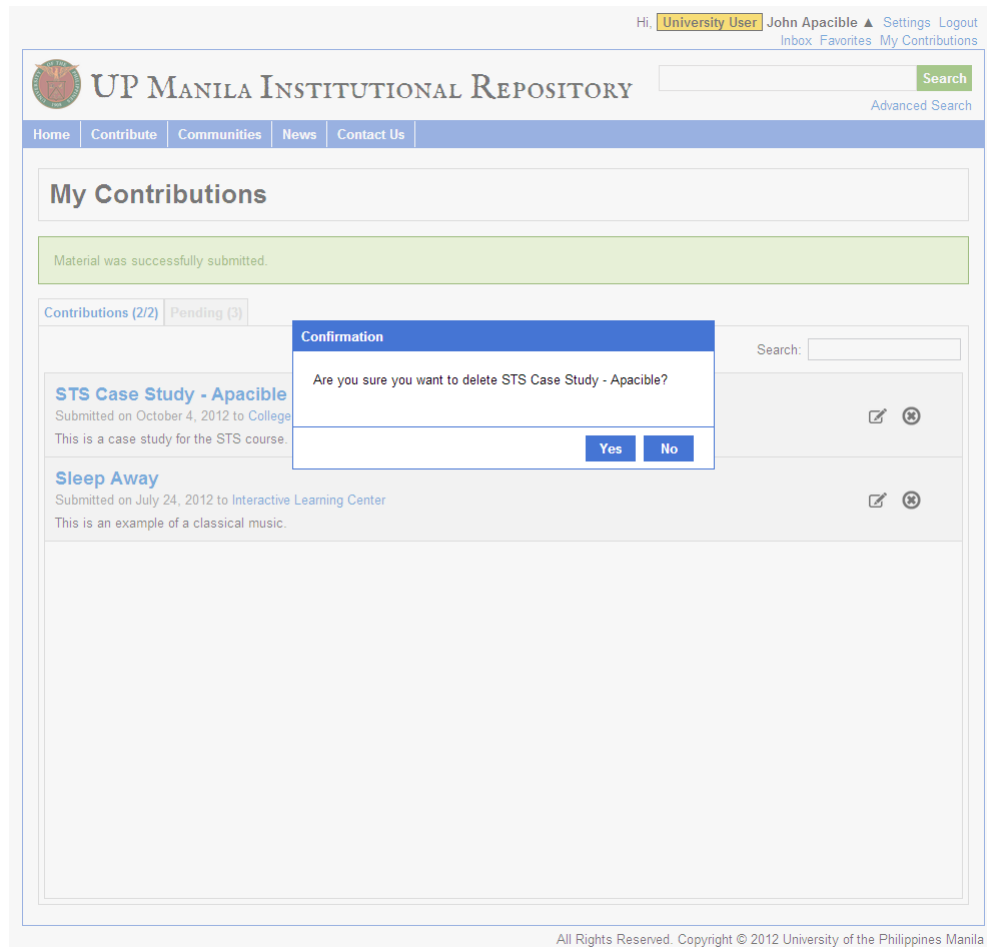 Hi, University User John Apacible ▲ Settings Logout
Inbox Favorites My Contributions
UP Manila Institutional Repository
Search
Advanced Search
Home Contribute Communities News Contact Us
My Contributions
Material was successfully submitted.
Contributions (2/2) Pending (3)
Confirmation
Search:
Are you sure you want to delete STS Case Study - Apacible?
STS Case Study - Apacible
Submitted on October 4, 2012 to College
This is a case study for the STS course.
Yes No
Sleep Away
Submitted on July 24, 2012 to Interactive Learning Center
This is an example of a classical music.
All Rights Reserved. Copyright © 2012 University of the Philippines Manila